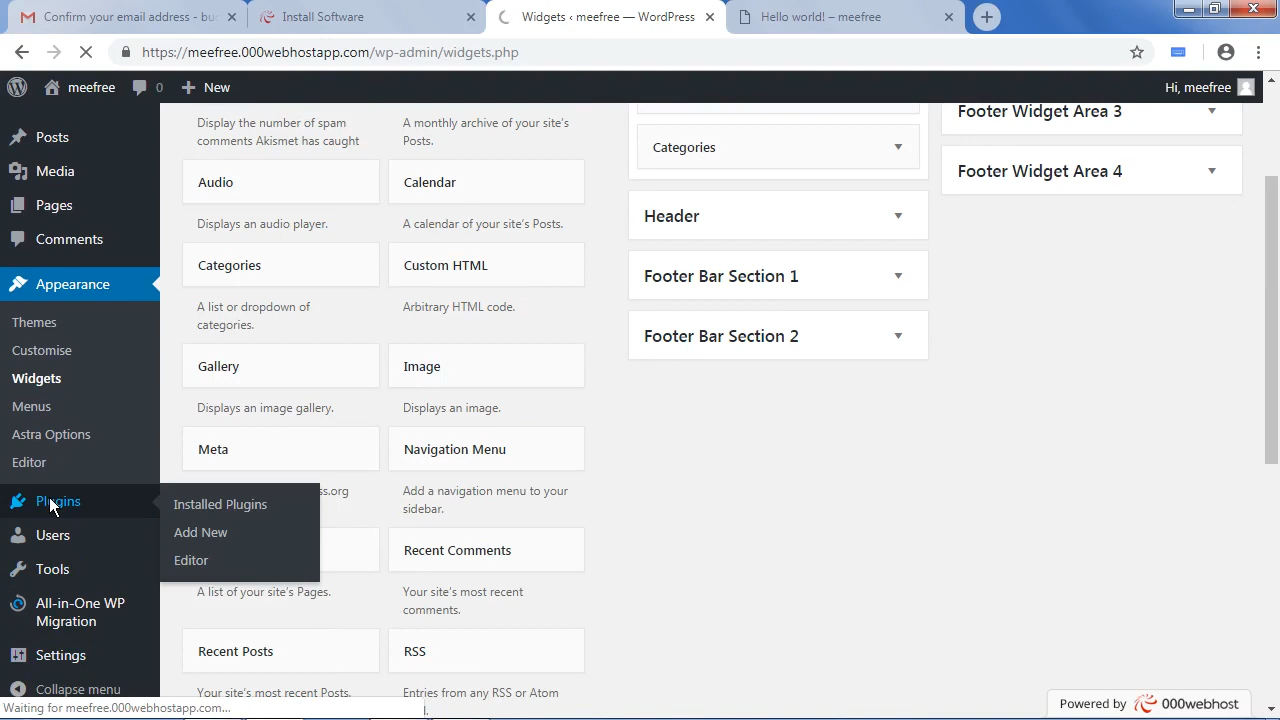 Confirm your email address - buc
Install Software
Widgets ‹ meefree — WordPress
Hello world! – meefree
https://meefree.000webhostapp.com/wp-admin/widgets.php
meefree
0
New
Hi, meefree
Posts
Media
Pages
Comments
Appearance
Themes
Customise
Widgets
Menus
Astra Options
Editor
Plugins
Installed Plugins
Add New
Editor
Users
Tools
All-in-One WP
Migration
Settings
Collapse menu
Display the number of spam
comments Akismet has caught
A monthly archive of your site's
Posts.
Audio
Displays an audio player.
Calendar
A calendar of your site's Posts.
Categories
A list or dropdown of
categories.
Custom HTML
Arbitrary HTML code.
Gallery
Displays an image gallery.
Image
Displays an image.
Meta
ss.org
Navigation Menu
Add a navigation menu to your
sidebar.
A list of your site's Pages.
Recent Comments
Your site's most recent
comments.
Recent Posts
Your site's most recent Posts.
RSS
Entries from any RSS or Atom
Categories
Header
Footer Bar Section 1
Footer Bar Section 2
Footer Widget Area 3
Footer Widget Area 4
Waiting for meefree.000webhostapp.com...
Powered by 000webhost